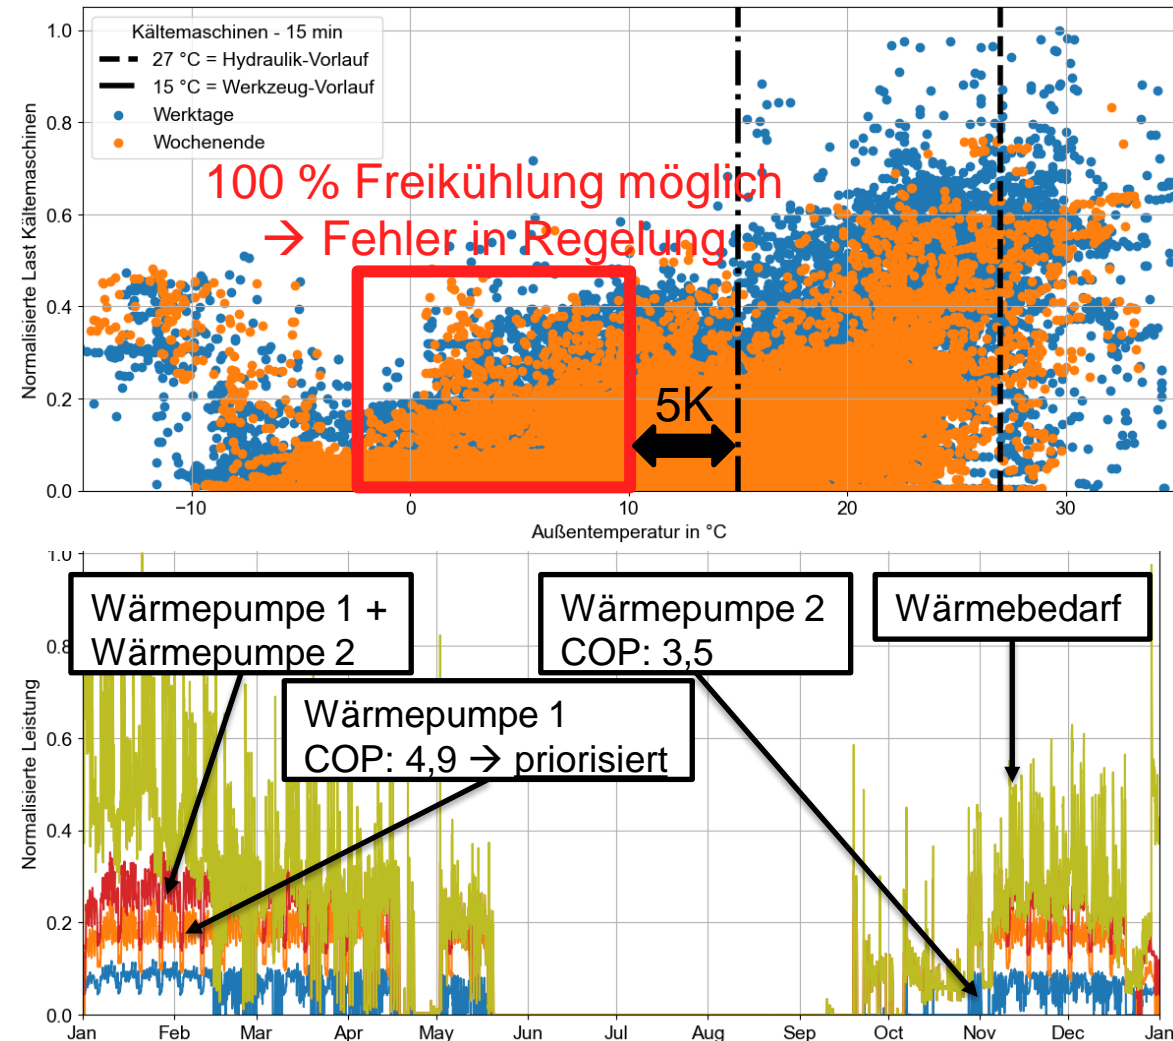 Kältemaschinen - 15 min
27 °C = Hydraulik-Vorlauf
15 °C = Werkzeug-Vorlauf
Werktage
Wochenende
100 % Freikühlung möglich
→ Fehler in Regelung
5K
Normalisierte Last Kältemaschinen
1.0
0.8
0.6
0.4
0.2
0.0
−10
0
10
20
30
Außentemperatur in °C
Wärmepumpe 1 +
Wärmepumpe 2
Wärmepumpe 1
COP: 4,9 → priorisiert
Wärmepumpe 2
COP: 3,5
Wärmebedarf
Normalisierte Leistung
1.0
0.8
0.6
0.4
0.2
0.0
Jan
Feb
Mar
Apr
May
Jun
Jul
Aug
Sep
Oct
Nov
Dec
Jan